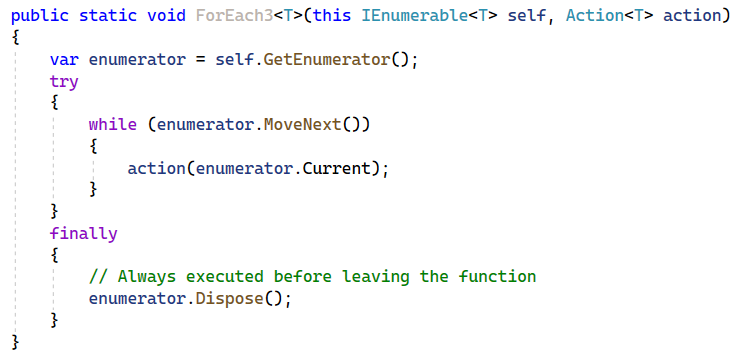 public static void ForEach3<T>(this IEnumerable<T> self, Action<T> action)
{
    var enumerator = self.GetEnumerator();
    try
    {
        while (enumerator.MoveNext())
        {
            action(enumerator.Current);
        }
    }
    finally
    {
        // Always executed before leaving the function
        enumerator.Dispose();
    }
}